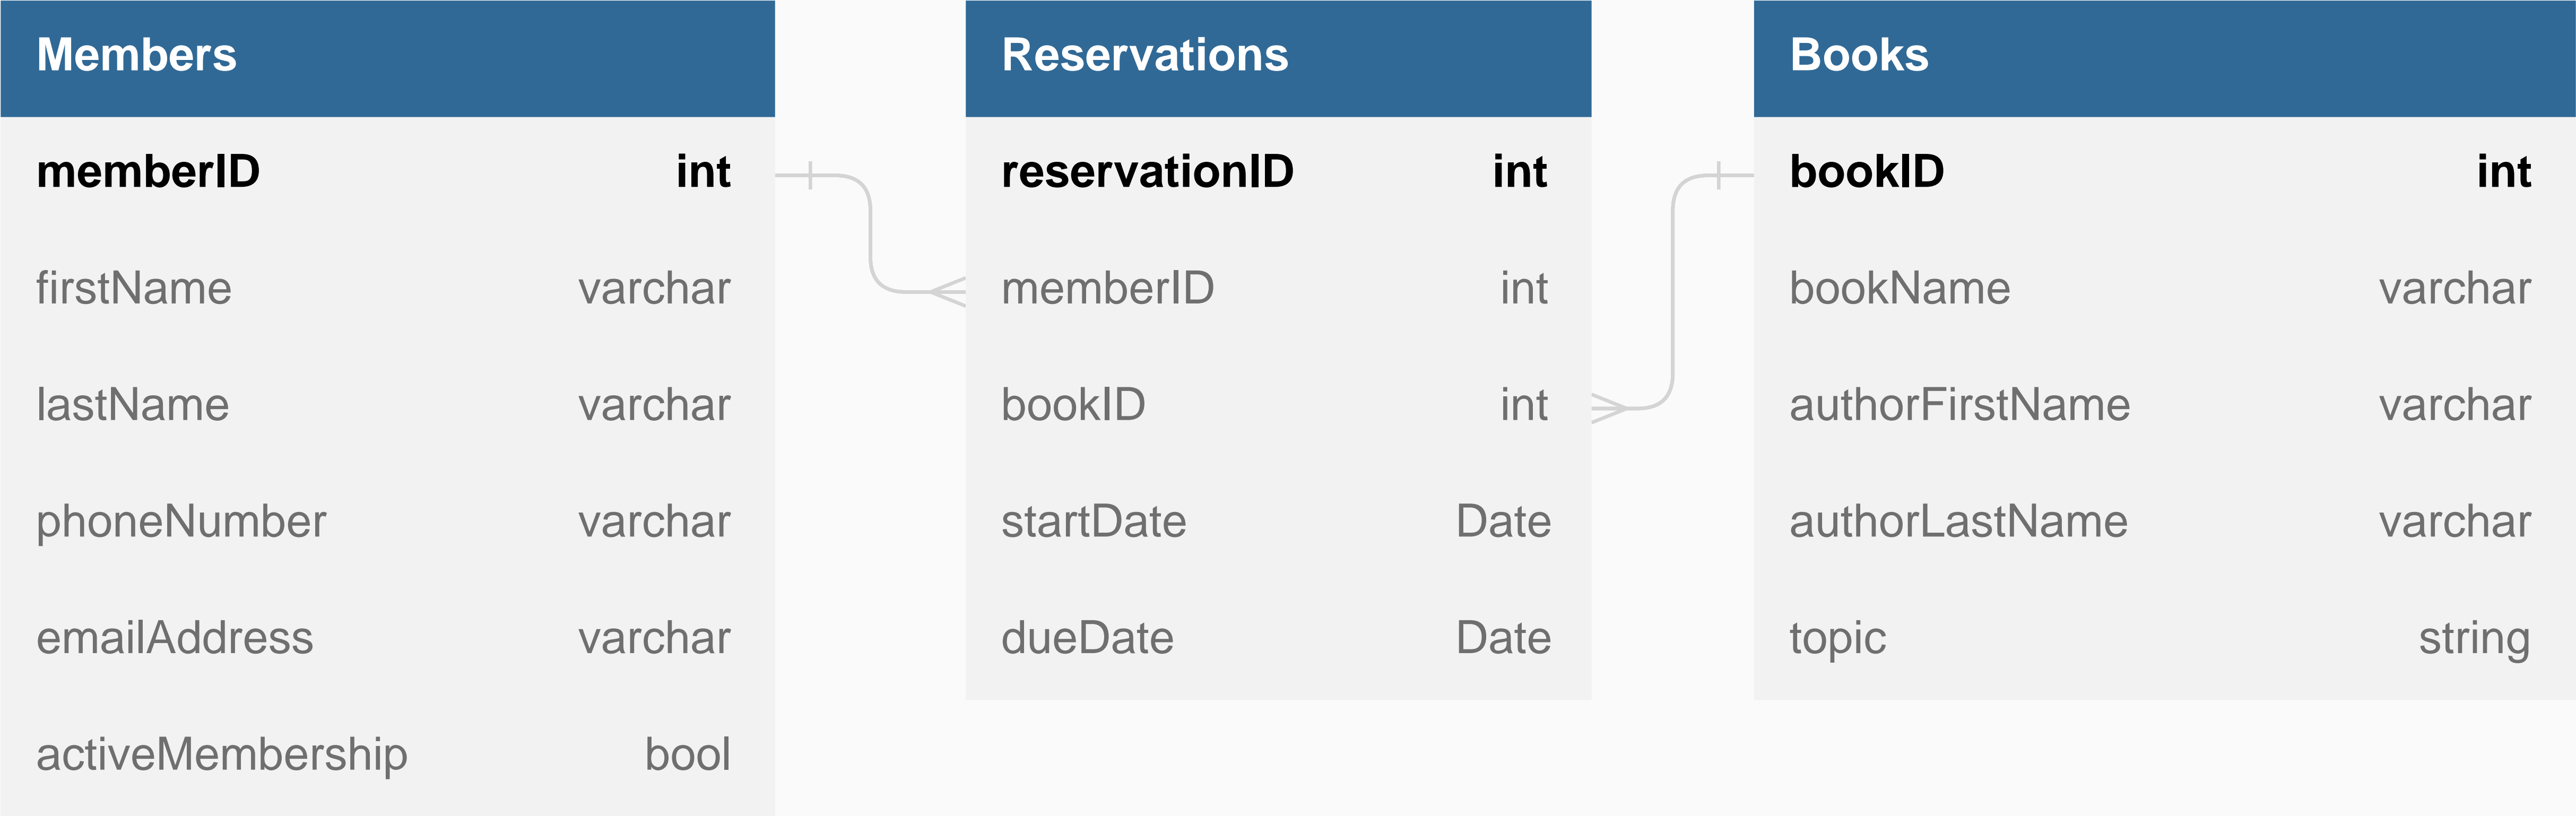 Members
memberID int
firstName varchar
lastName varchar
phoneNumber varchar
emailAddress varchar
activeMembership bool
Reservations
reservationID int
memberID int
bookID int
startDate Date
dueDate Date
Books
bookID int
bookName varchar
authorFirstName varchar
authorLastName varchar
topic string